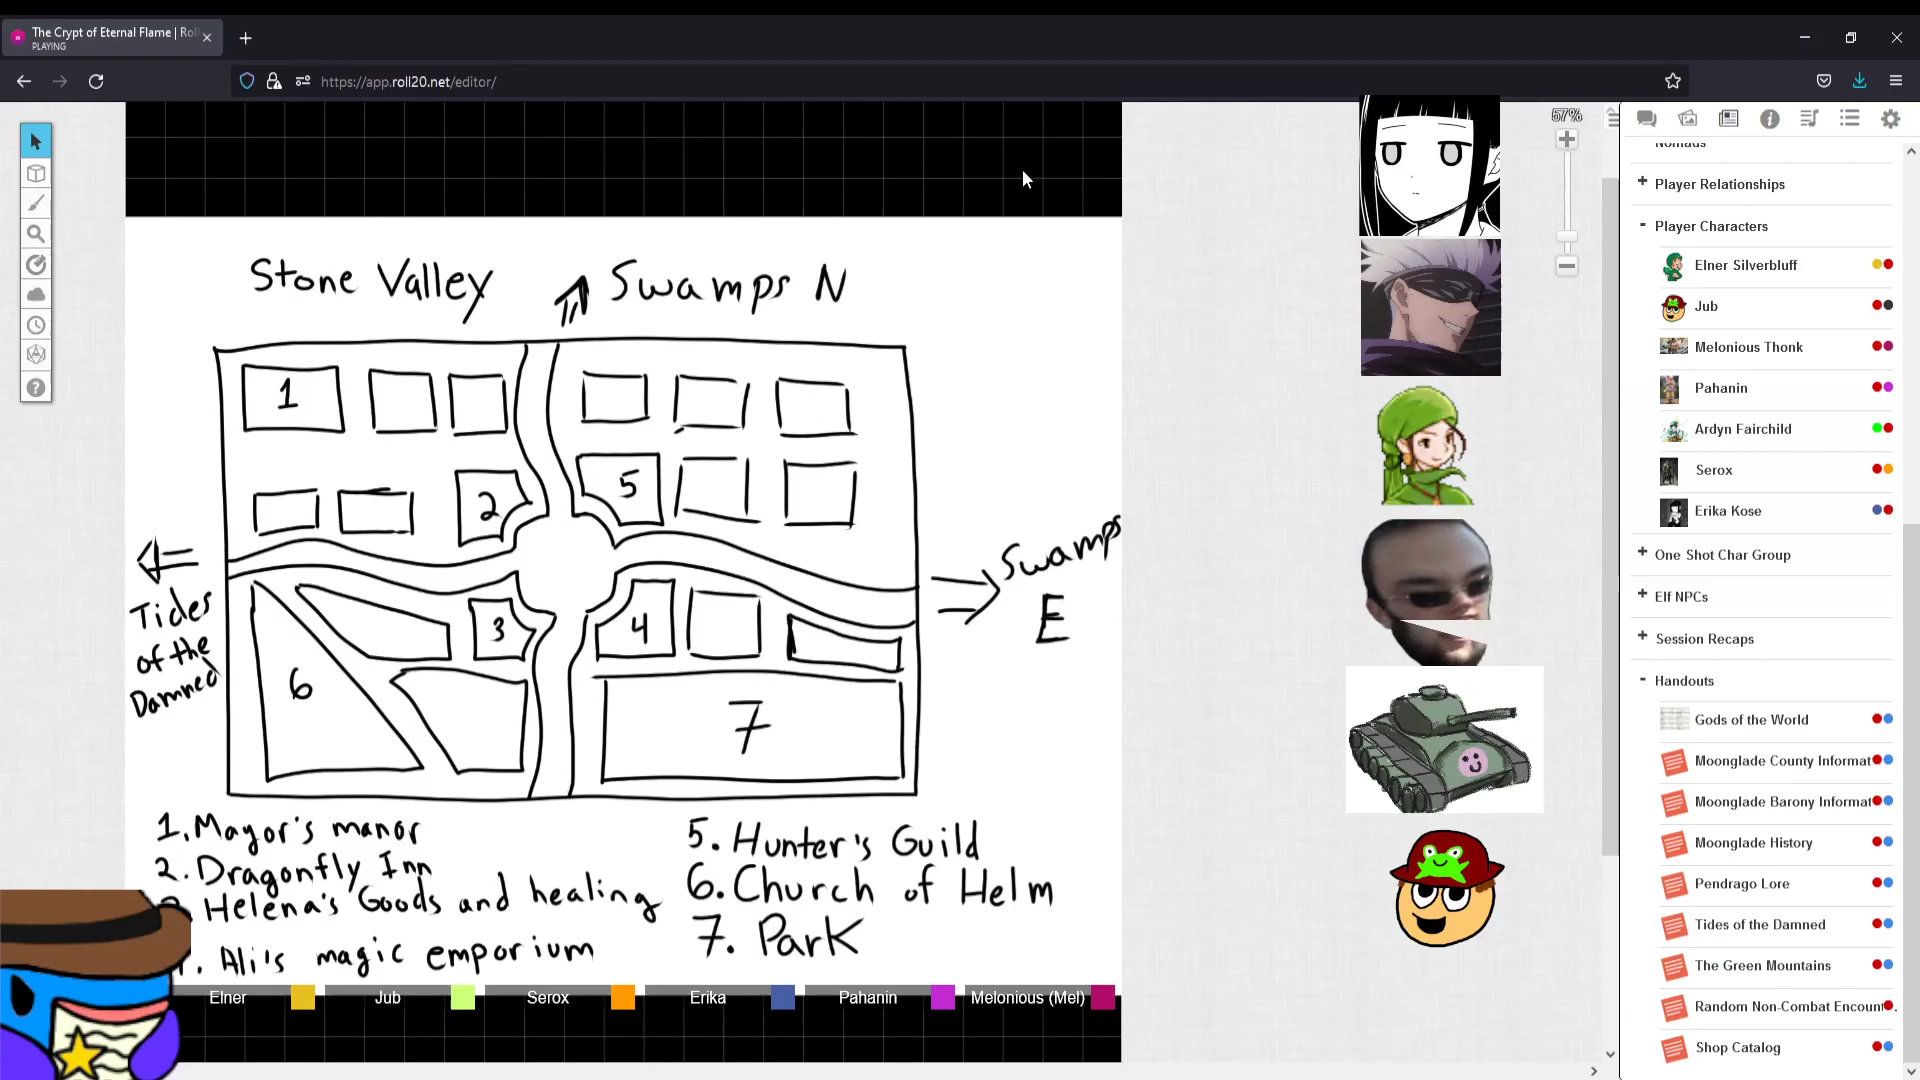 The Crypt of Eternal Flame | Roll
PLAYING
https://app.roll20.net/editor/
57%
Stone Valley
Swamps N
1
2
5
Swamps
E
Tides
of the
Damned
3
4
6
7
1. Mayor's manor
2. Dragonfly Inn
Helena's Goods and healing
Ali's magic emporium
5. Hunter's Guild
6. Church of Helm
7. Park
Elner
Jub
Serox
Erika
Pahanin
Melonious (Mel)
Nomads
Player Relationships
Player Characters
Elner Silverbluff
Jub
Melonious Thonk
Pahanin
Ardyn Fairchild
Serox
Erika Kose
One Shot Char Group
Elf NPCs
Session Recaps
Handouts
Gods of the World
Moonglade County Informat
Moonglade Barony Informat
Moonglade History
Pendrago Lore
Tides of the Damned
The Green Mountains
Random Non-Combat Encount
Shop Catalog